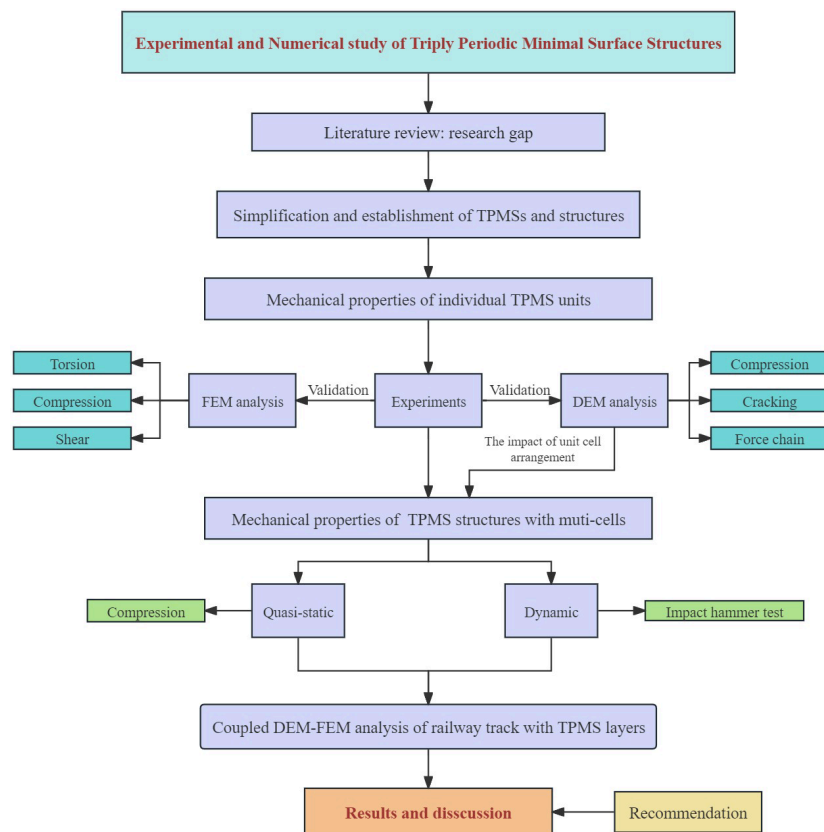 Experimental and Numerical study of Triply Periodic Minimal Surface Structures
Literature review: research gap
Simplification and establishment of TPMSs and structures
Mechanical properties of individual TPMS units
Torsion
Compression
Shear
FEM analysis
Validation
Experiments
Validation
DEM analysis
Compression
Cracking
Force chain
The impact of unit cell
arrangement
Mechanical properties of TPMS structures with muti-cells
Compression
Quasi-static
Dynamic
Impact hammer test
Coupled DEM-FEM analysis of railway track with TPMS layers
Results and disscussion
Recommendation